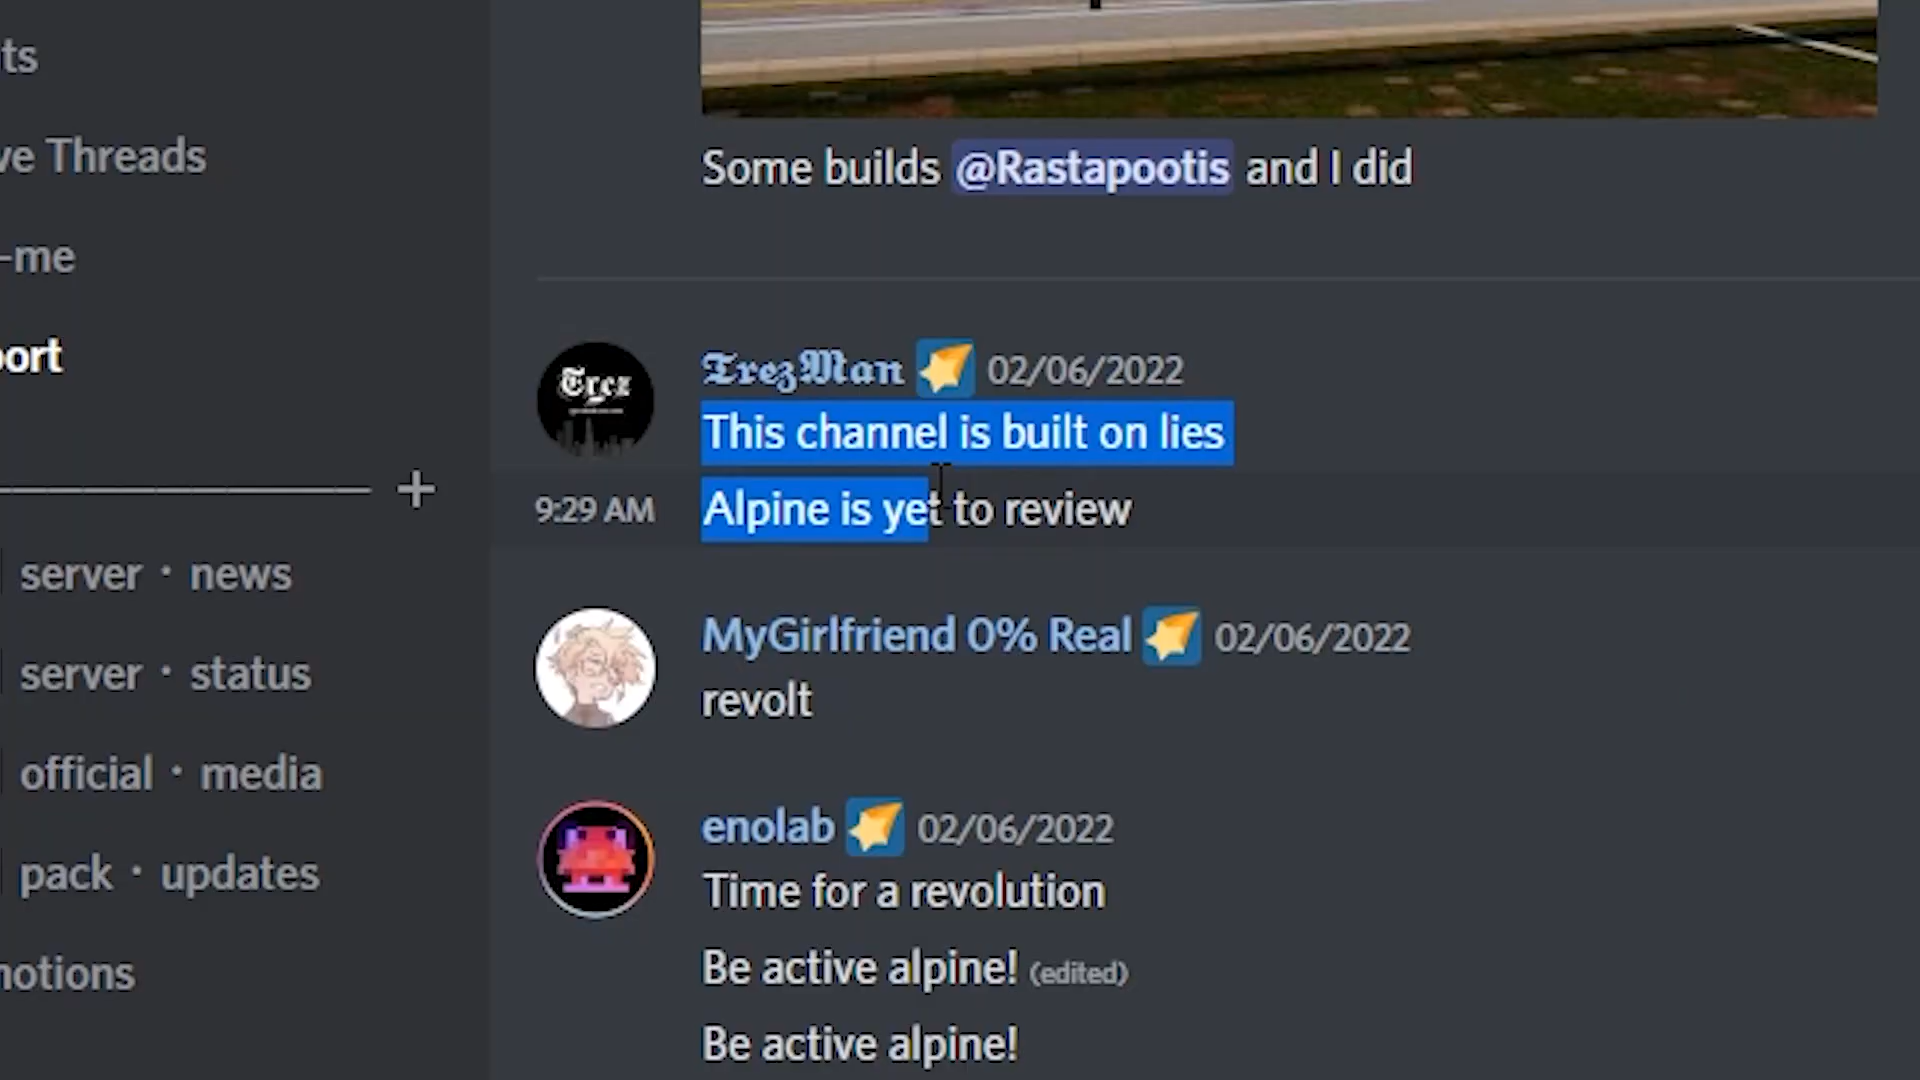 ts
ve Threads
-me
port
server · news
server · status
official · media
pack · updates
notions
Some builds @Rastapootis and I did
Trez
𝕿𝖗𝖊𝖟𝕸𝖆𝖓 02/06/2022
This channel is built on lies
9:29 AM Alpine is yet to review
MyGirlfriend 0% Real 02/06/2022
revolt
enolab 02/06/2022
Time for a revolution
Be active alpine! (edited)
Be active alpine!